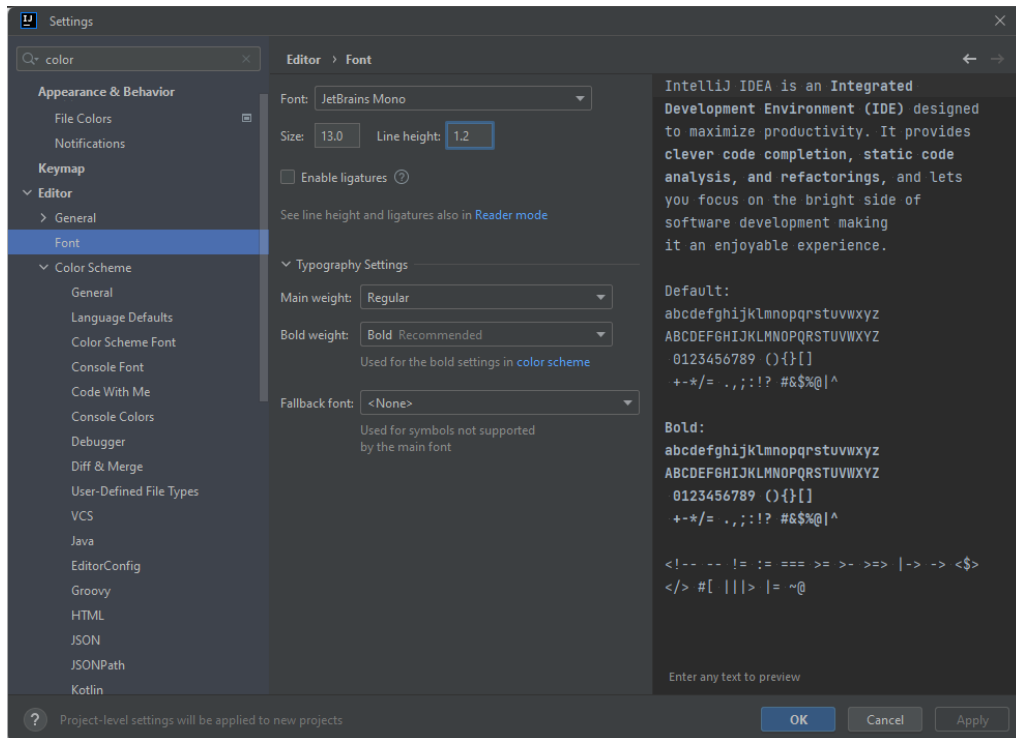 IJ Settings
color
Appearance & Behavior
File Colors
Notifications
Keymap
Editor
General
Font
Color Scheme
General
Language Defaults
Color Scheme Font
Console Font
Code With Me
Console Colors
Debugger
Diff & Merge
User-Defined File Types
VCS
Java
EditorConfig
Groovy
HTML
JSON
JSONPath
Kotlin
Editor › Font
Font: JetBrains Mono
Size: 13.0 Line height: 1.2
Enable ligatures ?
See line height and ligatures also in Reader mode
Typography Settings
Main weight: Regular
Bold weight: Bold Recommended
Used for the bold settings in color scheme
Fallback font: <None>
Used for symbols not supported
by the main font
IntelliJ IDEA is an Integrated
Development Environment (IDE) designed
to maximize productivity. It provides
clever code completion, static code
analysis, and refactorings, and lets
you focus on the bright side of
software development making
it an enjoyable experience.
Default:
abcdefghijklmnopqrstuvwxyz
ABCDEFGHIJKLMNOPQRSTUVWXYZ
0123456789 (){}[]
+-*/= .,;:!? #&$%@|^
Bold:
abcdefghijklmnopqrstuvwxyz
ABCDEFGHIJKLMNOPQRSTUVWXYZ
0123456789 (){}[]
+-*/= .,;:!? #&$%@|^
<!-- -- != := === >= >- >=> |-> -> <$>
</> #[ |||> |= ~@
Enter any text to preview
? Project-level settings will be applied to new projects
OK Cancel Apply